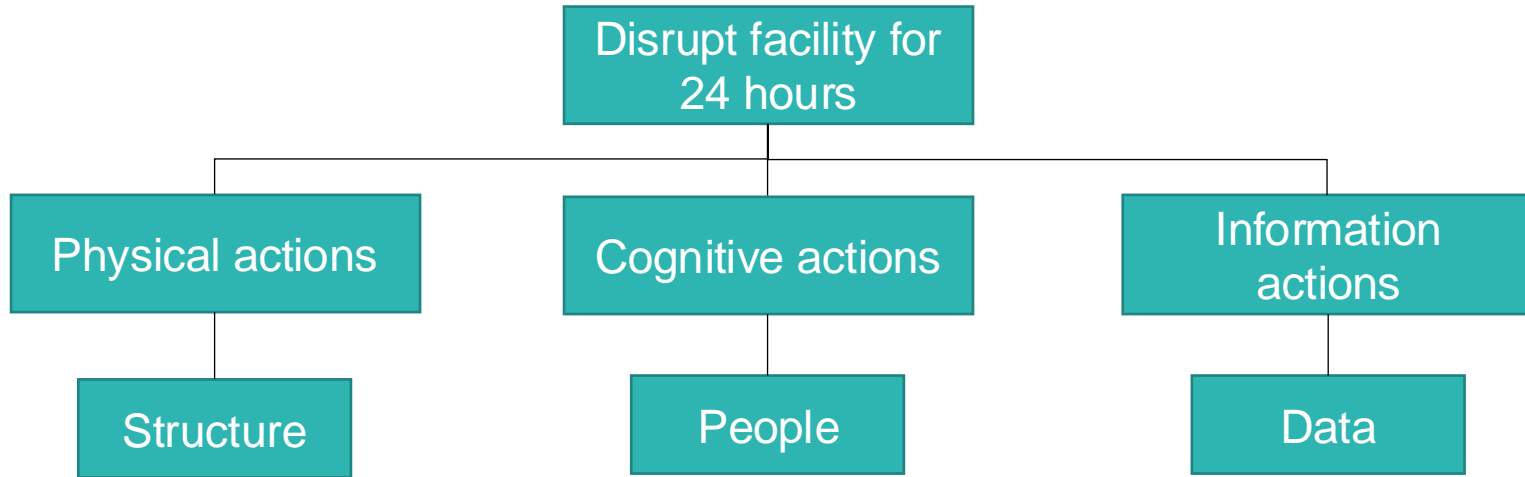 Disrupt facility for
24 hours
Physical actions
Cognitive actions
Information
actions
Structure
People
Data